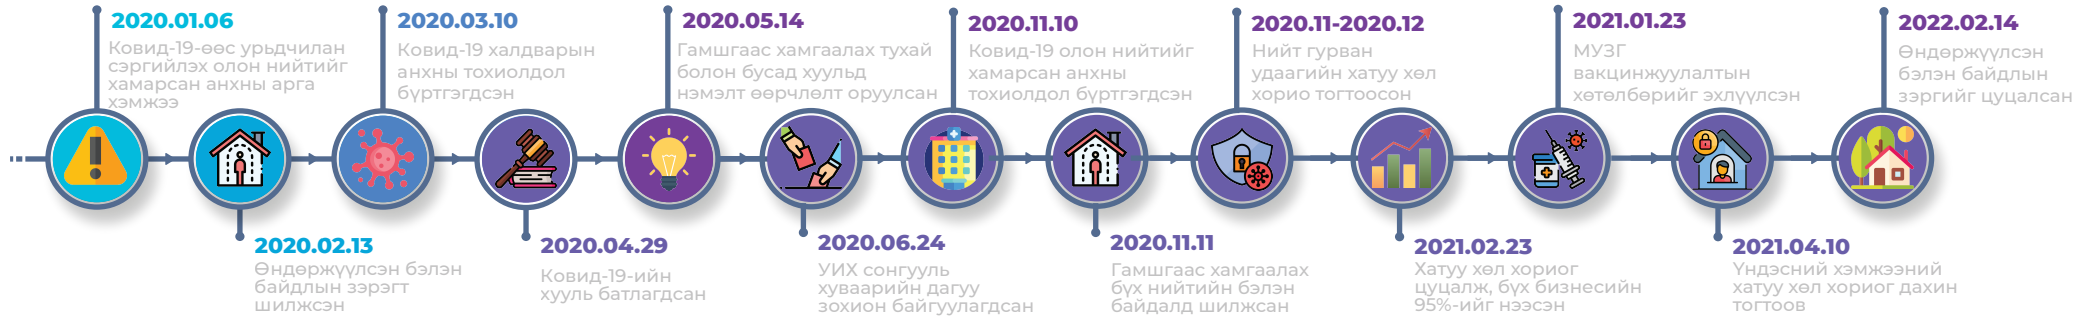 2020.01.06
Ковид-19-өөс урьдчилан
сэргийлэх олон нийтийг
хамарсан анхны арга
хэмжээ
2020.02.13
Өндөржүүлсэн бэлэн
байдлын зэрэгт
шилжсэн
2020.03.10
Ковид-19 халдварын
анхны тохиолдол
бүртгэгдсэн
2020.04.29
Ковид-19-ийн
хууль батлагдсан
2020.05.14
Гамшгаас хамгаалах тухай
болон бусад хуульд
нэмэлт өөрчлөлт оруулсан
2020.06.24
УИХ сонгууль
хуваарийн дагуу
зохион байгуулагдсан
2020.11.10
Ковид-19 олон нийтийг
хамарсан анхны
тохиолдол бүртгэгдсэн
2020.11.11
Гамшгаас хамгаалах
бүх нийтийн бэлэн
байдалд шилжсан
2020.11-2020.12
Нийт гурван
удаагийн хатуу хөл
хорио тогтоосон
2021.02.23
Хатуу хөл хориог
цуцалж, бүх бизнесийн
95%-ийг нээсэн
2021.01.23
МУЗГ
вакцинжуулалтын
хөтөлбөрийг эхлүүлсэн
2021.04.10
Үндэсний хэмжээний
хатуу хөл хориог дахин
тогтоов
2022.02.14
Өндөржүүлсэн
бэлэн байдлын
зэргийг цуцалсан